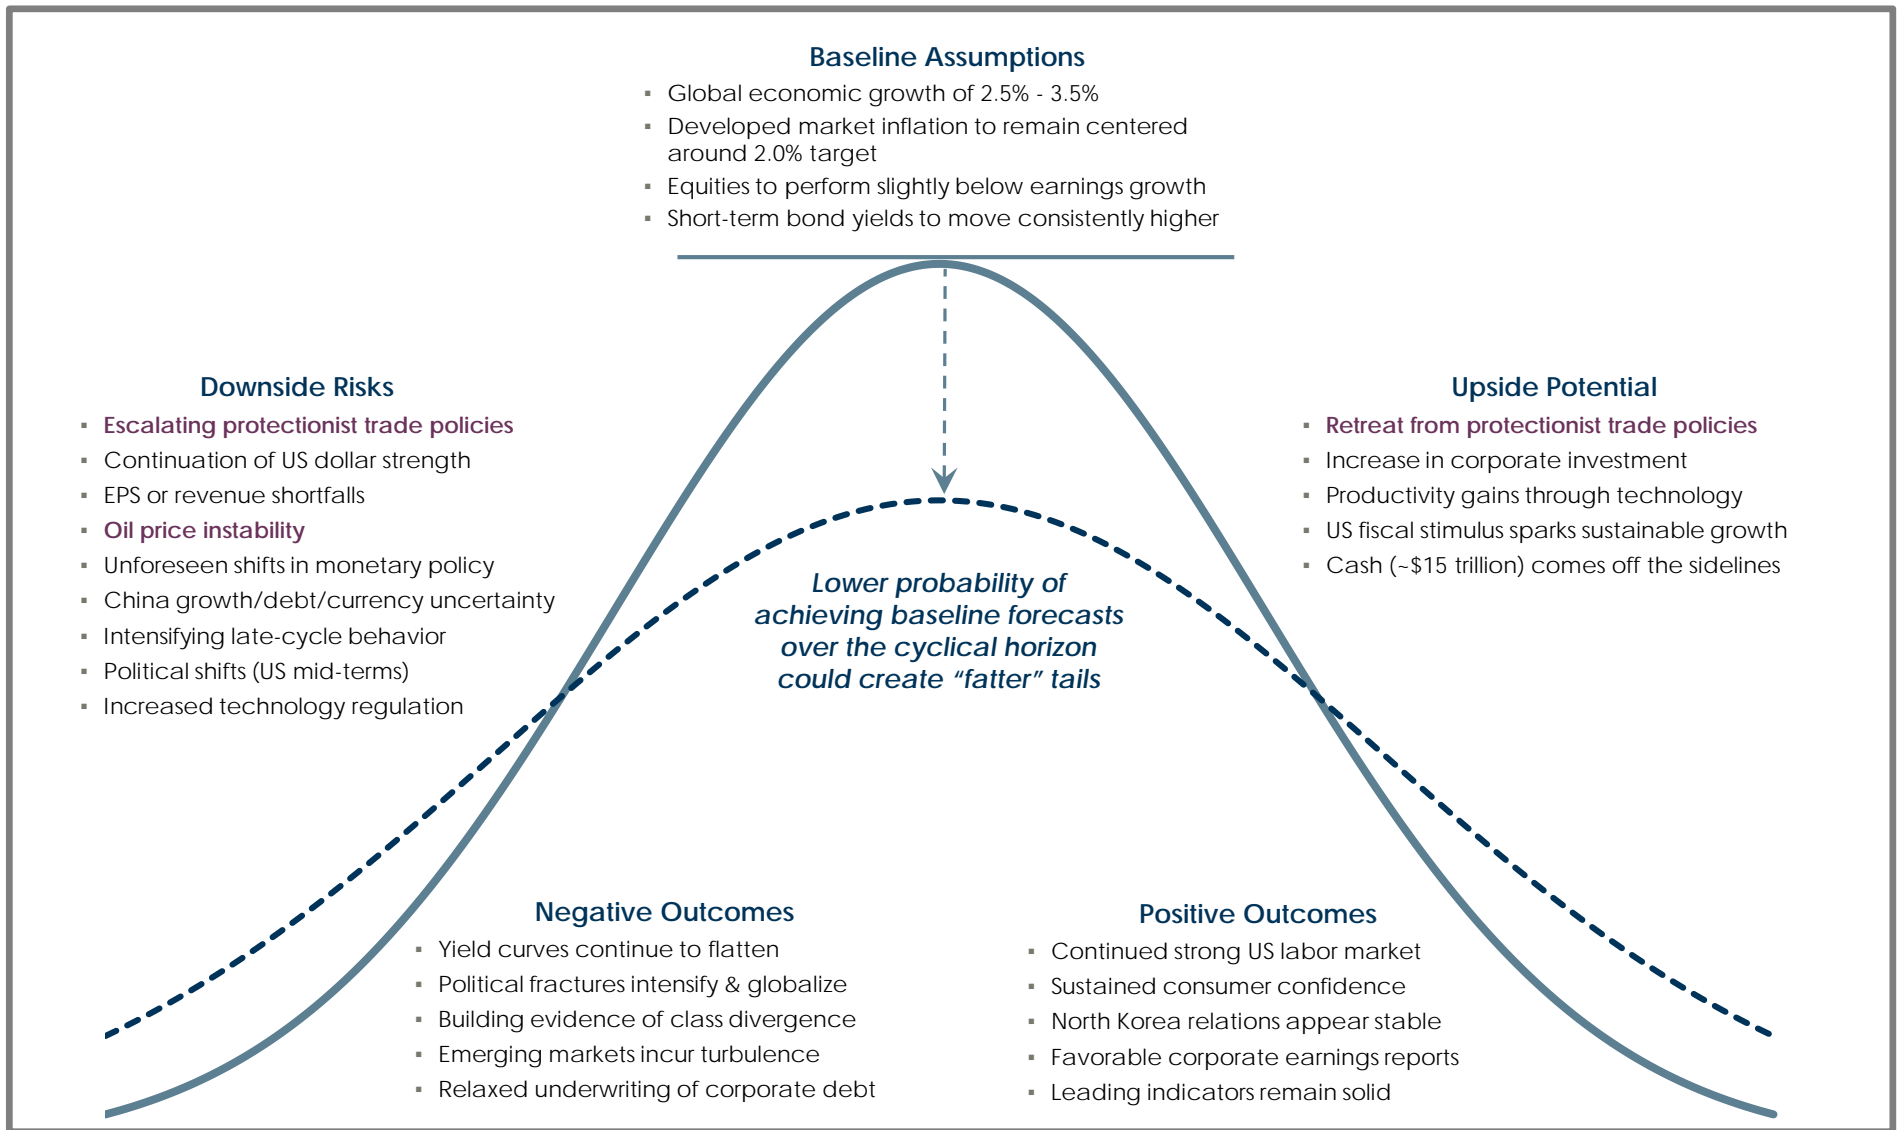 Baseline Assumptions
▪ Global economic growth of 2.5% - 3.5%
▪ Developed market inflation to remain centered
around 2.0% target
▪ Equities to perform slightly below earnings growth
▪ Short-term bond yields to move consistently higher
Downside Risks
▪ Escalating protectionist trade policies
▪ Continuation of US dollar strength
▪ EPS or revenue shortfalls
▪ Oil price instability
▪ Unforeseen shifts in monetary policy
▪ China growth/debt/currency uncertainty
▪ Intensifying late-cycle behavior
▪ Political shifts (US mid-terms)
▪ Increased technology regulation
Upside Potential
▪ Retreat from protectionist trade policies
▪ Increase in corporate investment
▪ Productivity gains through technology
▪ US fiscal stimulus sparks sustainable growth
▪ Cash (~$15 trillion) comes off the sidelines
Lower probability of
achieving baseline forecasts
over the cyclical horizon
could create “fatter” tails
Negative Outcomes
▪ Yield curves continue to flatten
▪ Political fractures intensify & globalize
▪ Building evidence of class divergence
▪ Emerging markets incur turbulence
▪ Relaxed underwriting of corporate debt
Positive Outcomes
▪ Continued strong US labor market
▪ Sustained consumer confidence
▪ North Korea relations appear stable
▪ Favorable corporate earnings reports
▪ Leading indicators remain solid